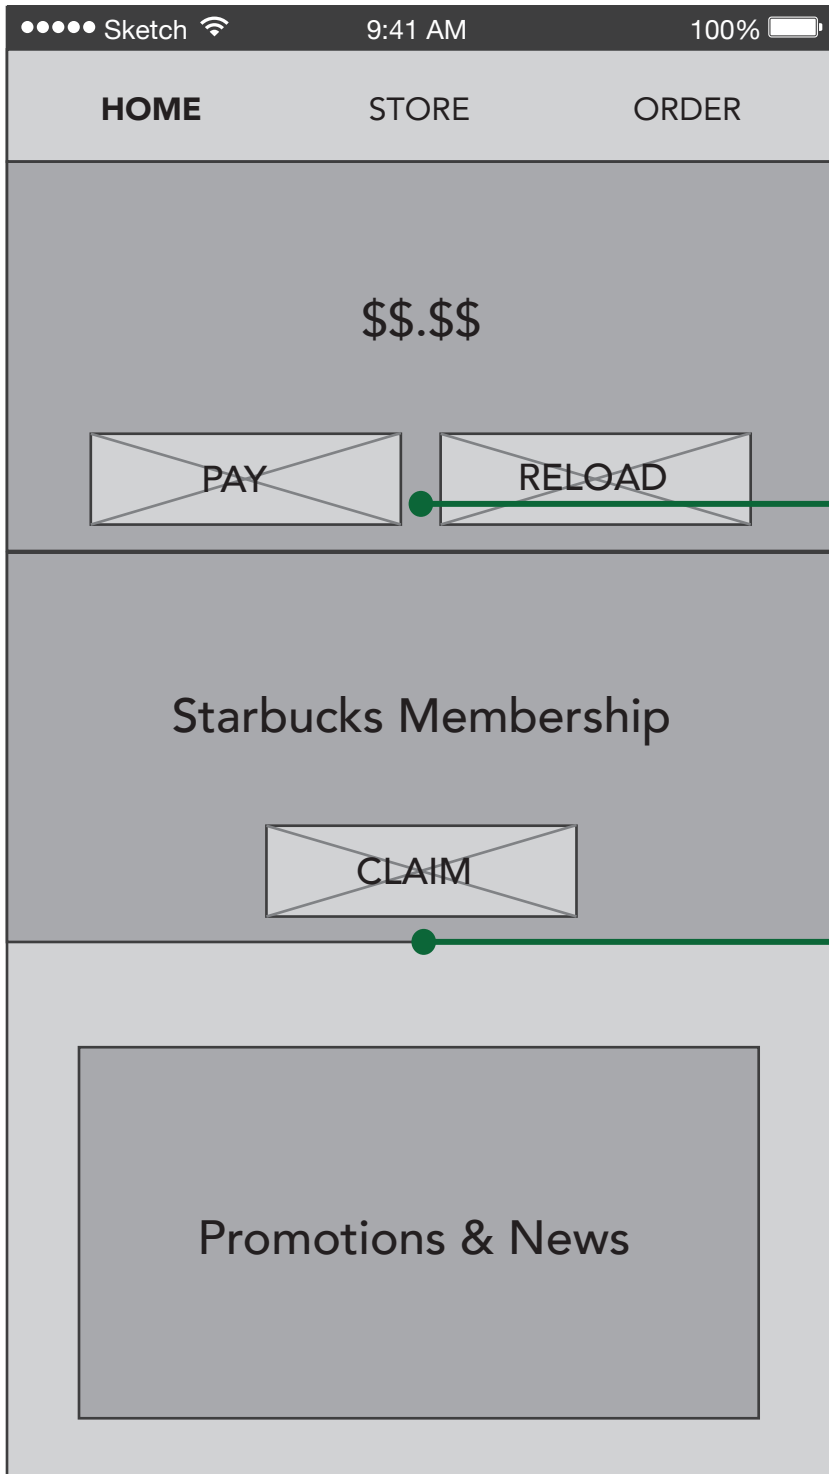 Sketch 9:41 AM 100%
HOME STORE ORDER
$$.$$
PAY RELOAD
Starbucks Membership
CLAIM
Promotions & News